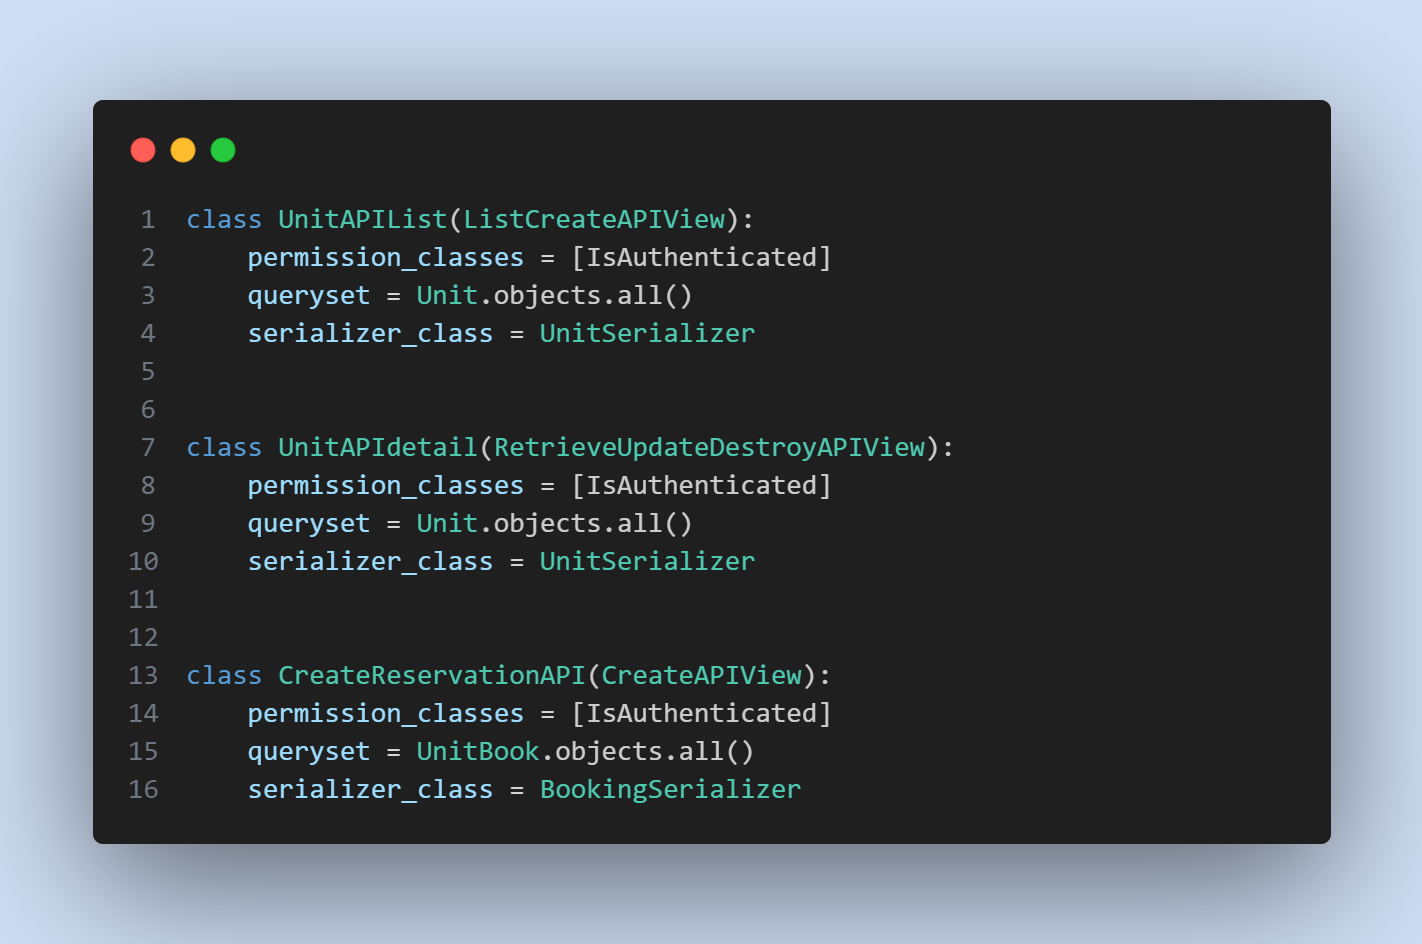 1 class UnitAPIList(ListCreateAPIView):
2     permission_classes = [IsAuthenticated]
3     queryset = Unit.objects.all()
4     serializer_class = UnitSerializer
5
6
7 class UnitAPIdetail(RetrieveUpdateDestroyAPIView):
8     permission_classes = [IsAuthenticated]
9     queryset = Unit.objects.all()
10     serializer_class = UnitSerializer
11
12
13 class CreateReservationAPI(CreateAPIView):
14     permission_classes = [IsAuthenticated]
15     queryset = UnitBook.objects.all()
16     serializer_class = BookingSerializer